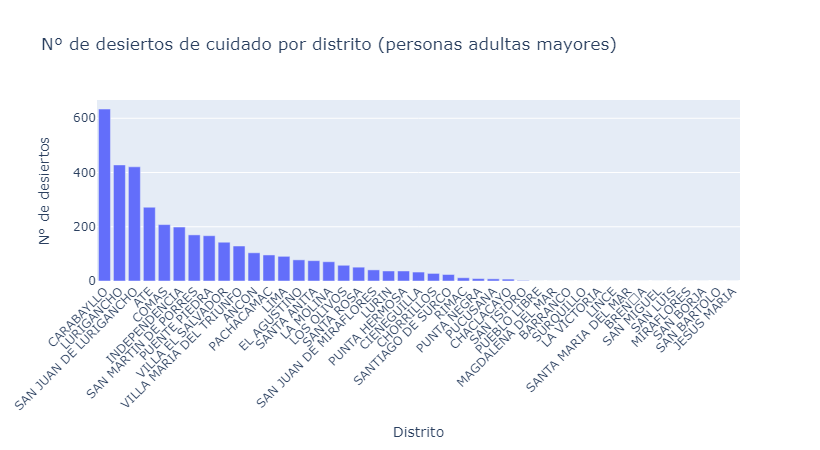 Nº de desiertos de cuidado por distrito (personas adultas mayores)
Nº de desiertos
600
400
200
0
CARABAYLLO
LURIGANCHO
SAN JUAN DE LURIGANCHO
ATE
COMAS
INDEPENDENCIA
SAN MARTIN DE PORRES
PUENTE PIEDRA
VILLA EL SALVADOR
VILLA MARIA DEL TRIUNFO
ANCON
PACHACAMAC
LIMA
EL AGUSTINO
SANTA ANITA
LA MOLINA
LOS OLIVOS
SANTA ROSA
SAN JUAN DE MIRAFLORES
LURIN
PUNTA HERMOSA
CIENEGUILLA
CHORRILLOS
SANTIAGO DE SURCO
RIMAC
PUNTA NEGRA
PUCUSANA
CHACLACAYO
SAN ISIDRO
PUEBLO LIBRE
MAGDALENA DEL MAR
BARRANCO
SURQUILLO
LA VICTORIA
LINCE
SANTA MARIA DEL MAR
BREÑA
SAN MIGUEL
SAN LUIS
MIRAFLORES
SAN BORJA
SAN BARTOLO
JESUS MARIA
Distrito